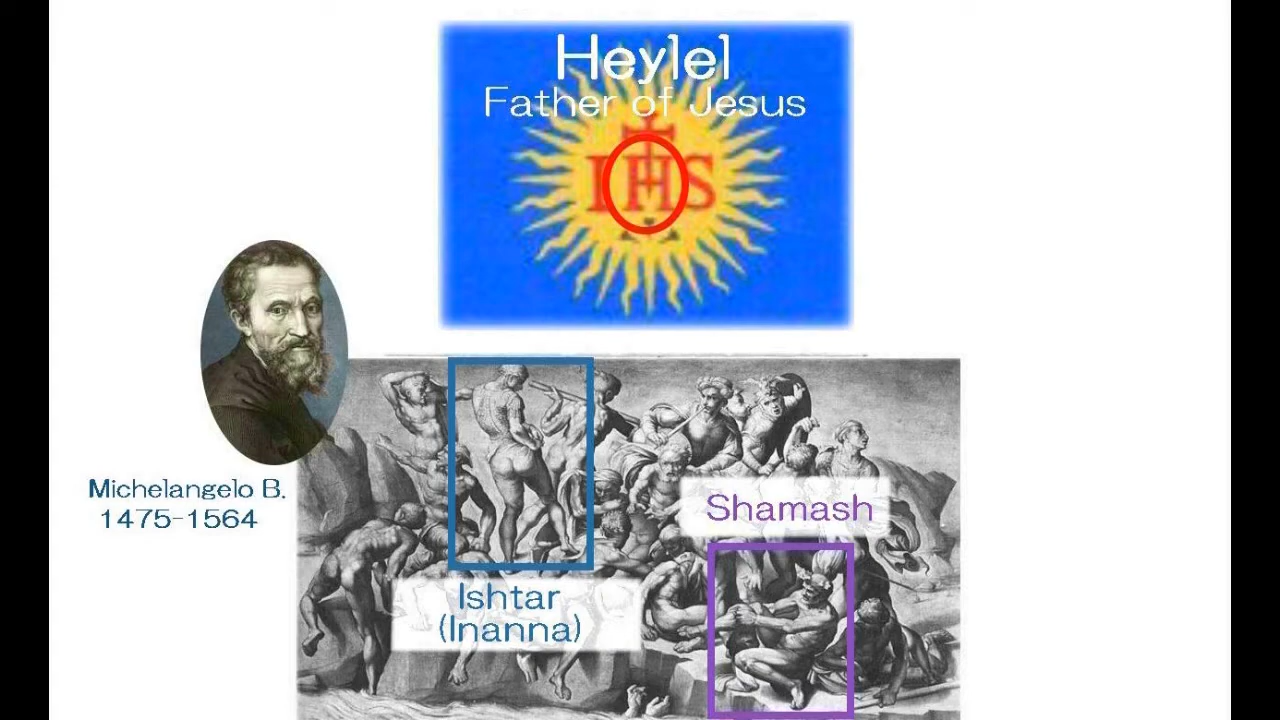 Heylel
Father of Jesus
IHS
Michelangelo B.
1475-1564
Shamash
Ishtar
(Inanna)